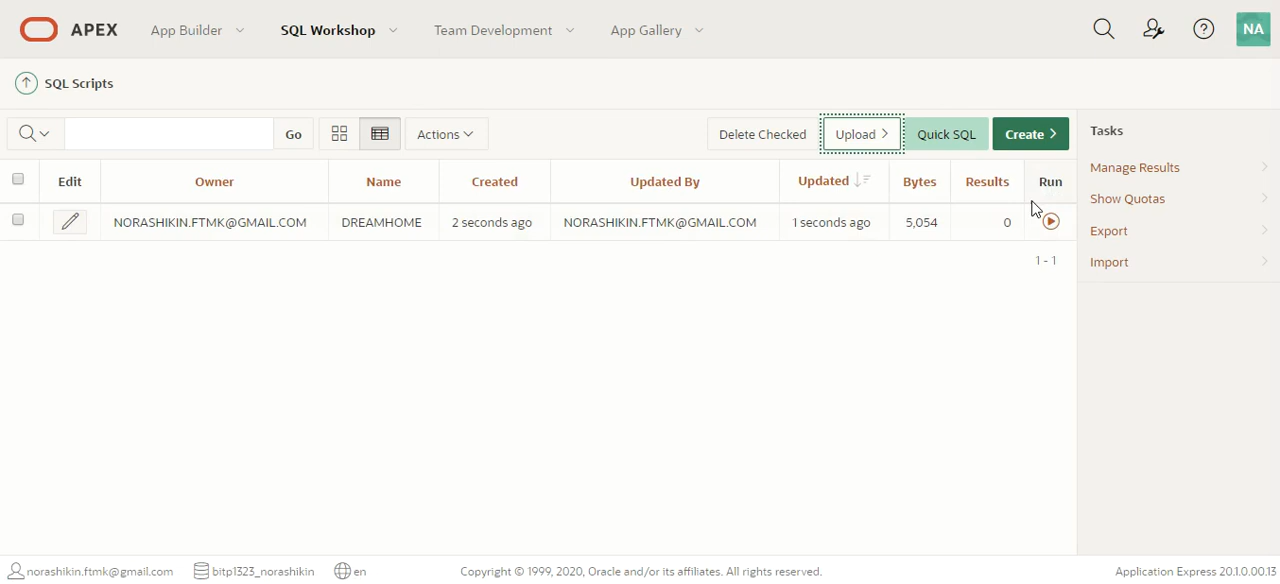 APEX App Builder SQL Workshop Team Development App Gallery NA
SQL Scripts
Go Actions Delete Checked Upload Quick SQL Create Tasks
Edit Owner Name Created Updated By Updated Bytes Results Run
NORASHIKIN.FTMK@GMAIL.COM DREAMHOME 2 seconds ago NORASHIKIN.FTMK@GMAIL.COM 1 seconds ago 5,054 0
1 - 1
Manage Results
Show Quotas
Export
Import
norashikin.ftmk@gmail.com bitp1323_norashikin en Copyright © 1999, 2020, Oracle and/or its affiliates. All rights reserved. Application Express 20.1.0.00.13